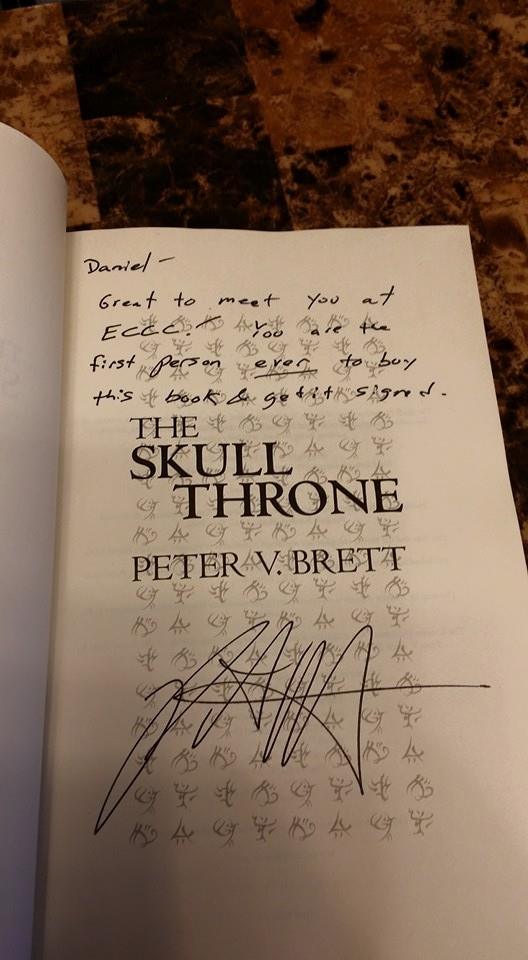 Daniel -
Great to meet you at
ECCC. You are the
first person ever to buy
this book & get it signed.
THE
SKULL
THRONE
PETER V. BRETT